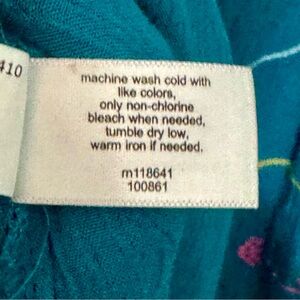 410
machine wash cold with
like colors,
only non-chlorine
bleach when needed,
tumble dry low,
warm iron if needed.
rn118641
100861